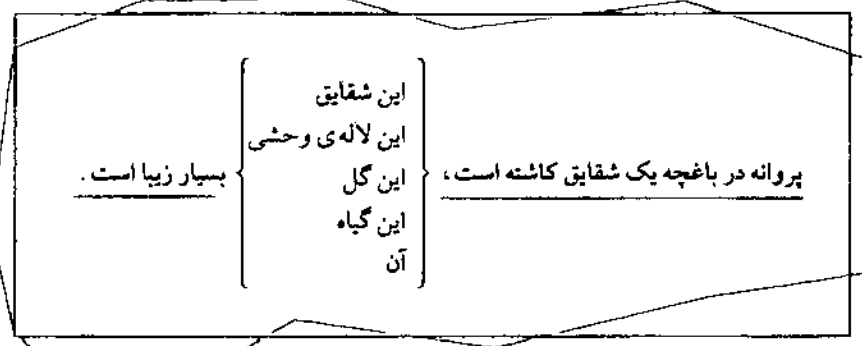 پروانه در باغچه یک شقایق کاشته است،
این شقایق
این لاله‌ی وحشی
این گل
این گیاه
آن
بسیار زیبا است.